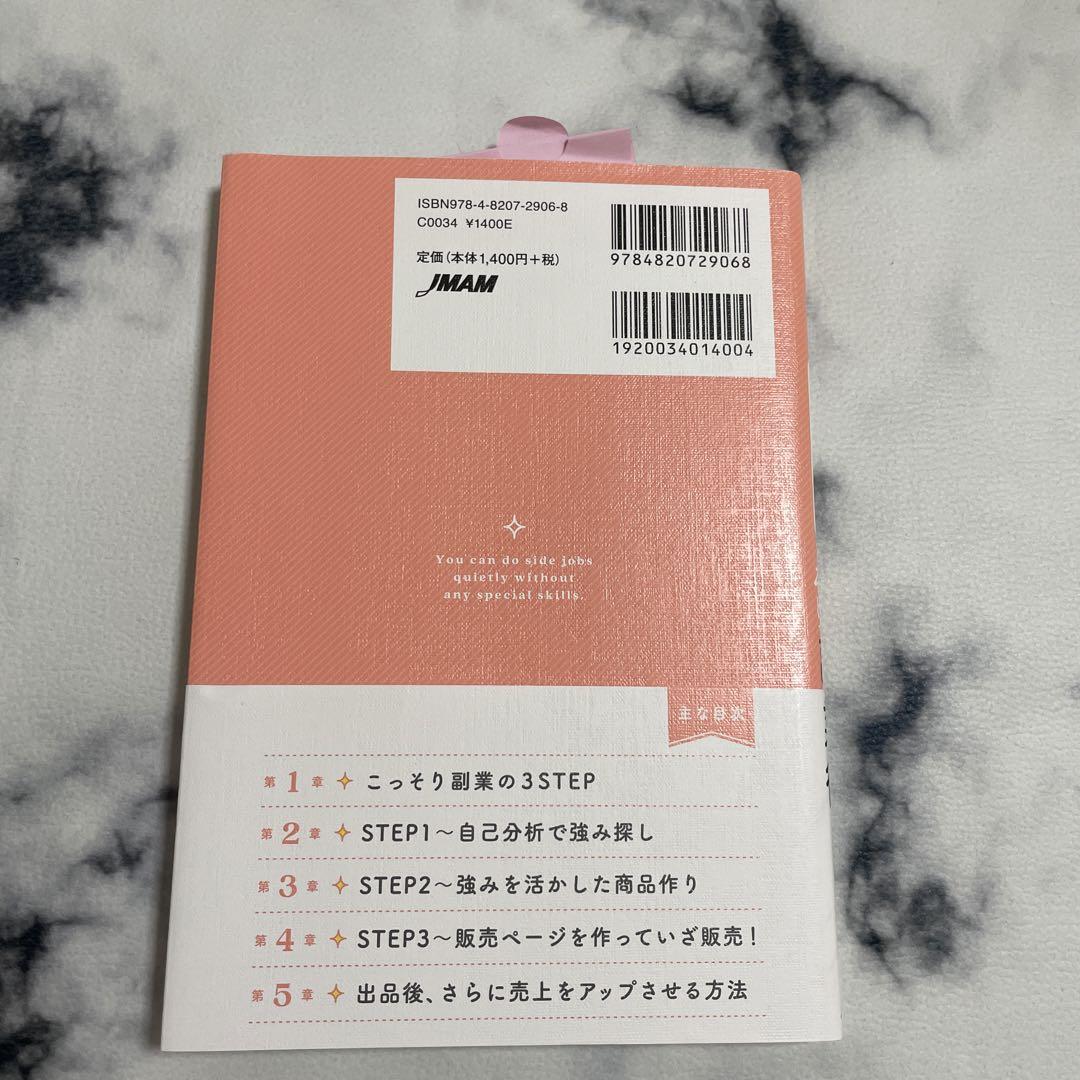 ISBN978-4-8207-2906-8
C0034 ¥1400E
定価(本体1,400円+税)
JMAM
9784820729068
1920034014004
You can do side jobs
quietly without
any special skills.
主な目次
第1章 こっそり副業の3STEP
第2章 STEP1〜自己分析で強み探し
第3章 STEP2〜強みを活かした商品作り
第4章 STEP3〜販売ページを作っていざ販売!
第5章 出品後、さらに売上をアップさせる方法